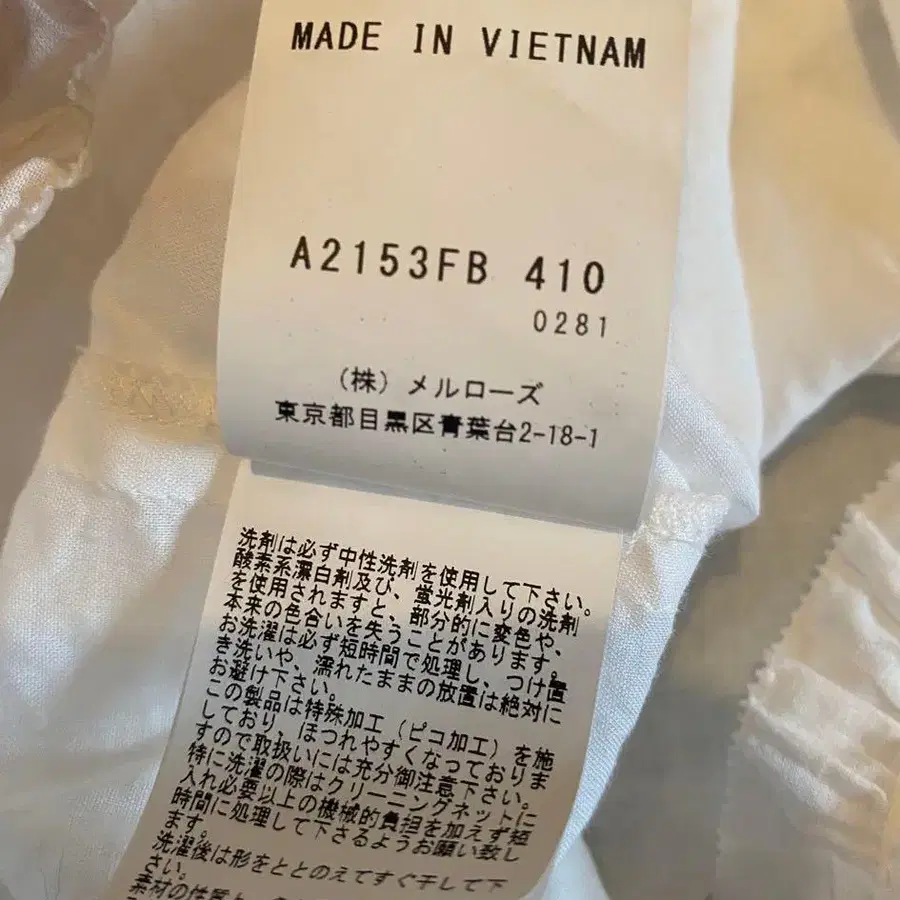 MADE IN VIETNAM
A2153FB 410
0281
(株) メルローズ
東京都目黒区青葉台2-18-1
洗剤は必ず中性洗剤を使用して下さい。
酸素系漂白剤及び、蛍光剤入りの洗剤
を使用されますと、部分的に変色や、
本来の色合いを失うことがあります。
お洗濯は必ず短時間で処理し、つけ置
き洗いや、濡れたままの放置は絶対に
お避け下さい。
この製品は特殊加工(ピコ加工)を施
しており、ほつれやすくなっておりま
すので取扱いには充分御注意下さい。
特に洗濯の際はクリーニングネットに
入れ必要以上の機械的負担を加えず短
時間に処理して下さるようお願い致し
ます。
洗濯後は形をととのえてすぐ干して下
さい。
素材の性質と